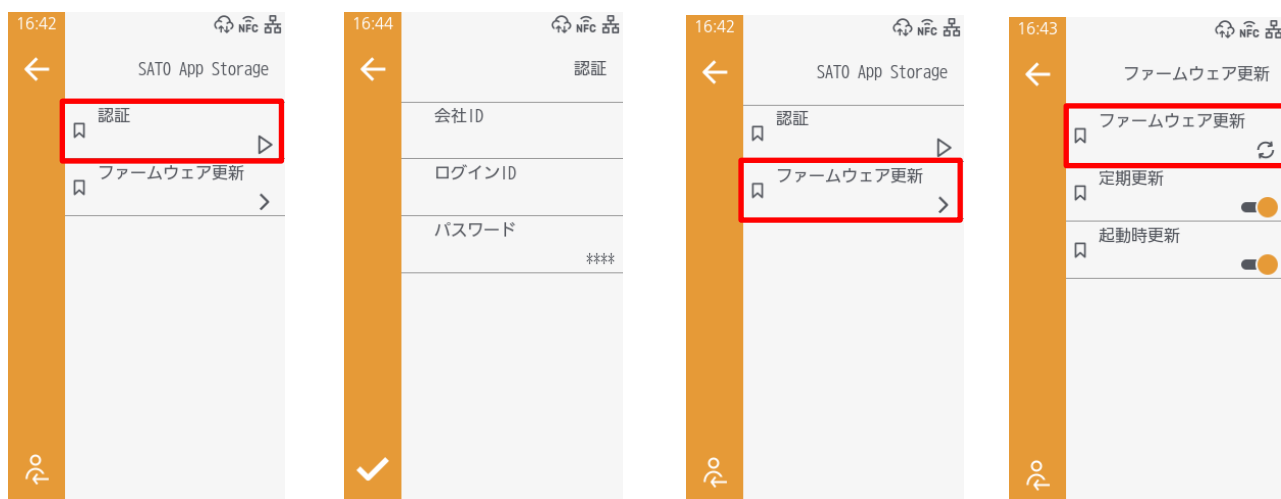 16:42
NFC
SATO App Storage
認証
ファームウェア更新
16:44
NFC
認証
会社ID
ログインID
パスワード
****
16:42
NFC
SATO App Storage
認証
ファームウェア更新
16:43
NFC
ファームウェア更新
ファームウェア更新
定期更新
起動時更新